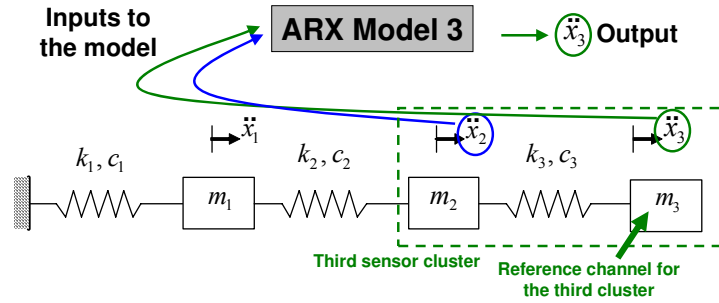 Inputs to
the model
ARX Model 3
ẍ₃ Output
ẍ₁
ẍ₂
ẍ₃
k₁, c₁
k₂, c₂
k₃, c₃
m₁
m₂
m₃
Third sensor cluster
Reference channel for
the third cluster